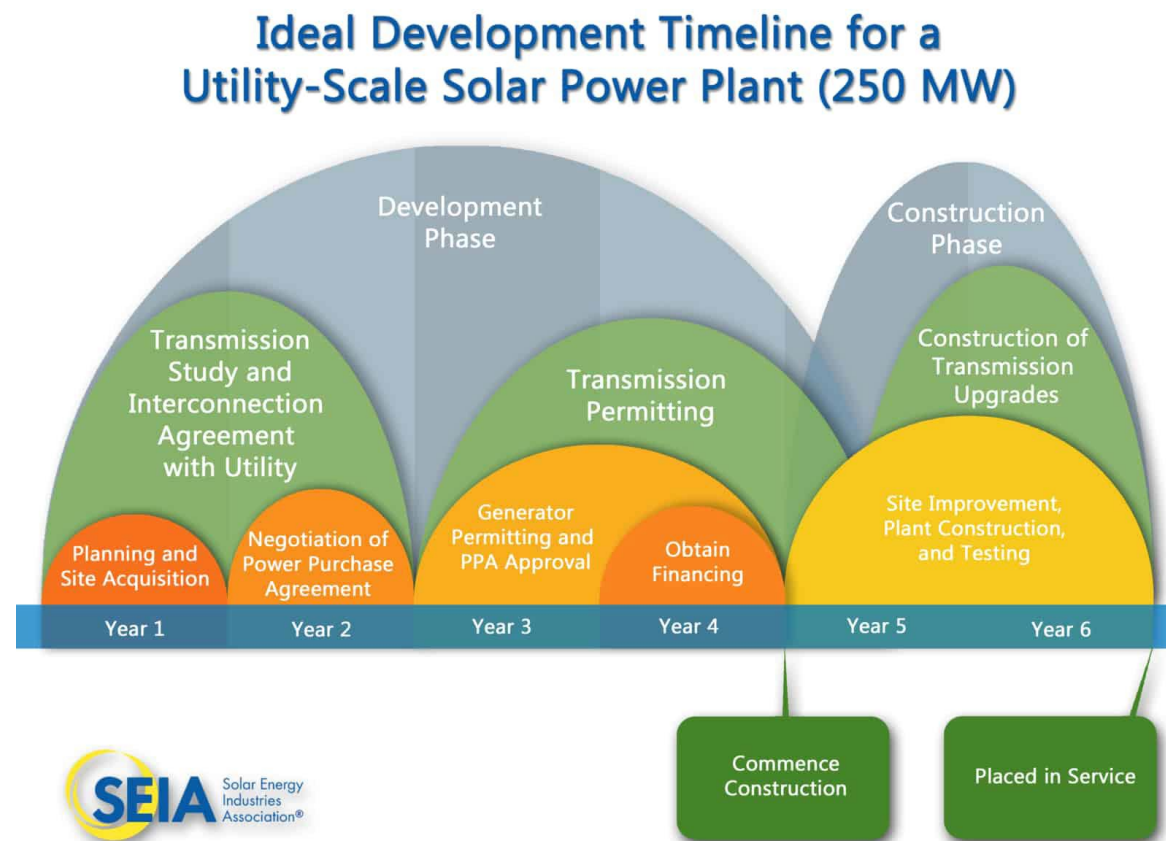 Ideal Development Timeline for a
Utility-Scale Solar Power Plant (250 MW)
Development
Phase
Construction
Phase
Transmission
Study and
Interconnection
Agreement
with Utility
Transmission
Permitting
Construction of
Transmission
Upgrades
Planning and
Site Acquisition
Negotiation of
Power Purchase
Agreement
Generator
Permitting and
PPA Approval
Obtain
Financing
Site Improvement,
Plant Construction,
and Testing
Year 1
Year 2
Year 3
Year 4
Year 5
Year 6
Commence
Construction
Placed in Service
SEIA
Solar Energy
Industries
Association®